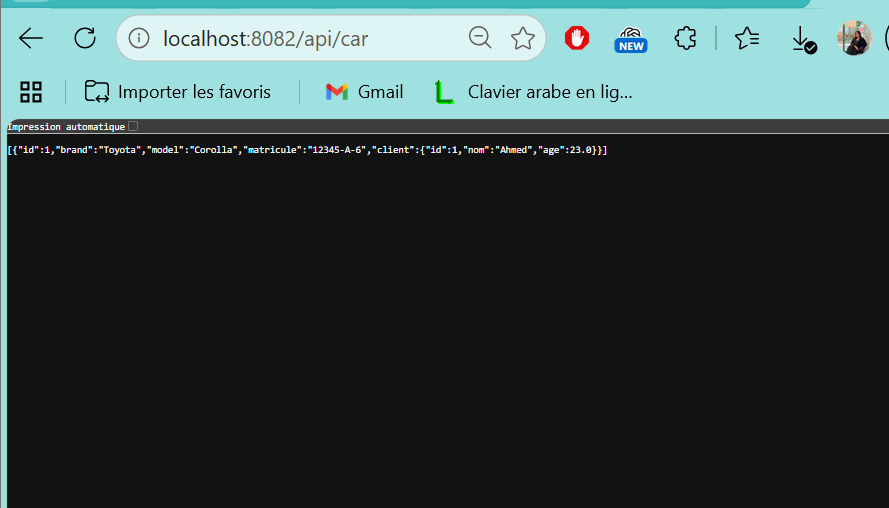 localhost:8082/api/car
NEW
Importer les favoris
Gmail
Clavier arabe en lig...
Impression automatique
[{"id":1,"brand":"Toyota","model":"Corolla","matricule":"12345-A-6","client":{"id":1,"nom":"Ahmed","age":23.0}}]